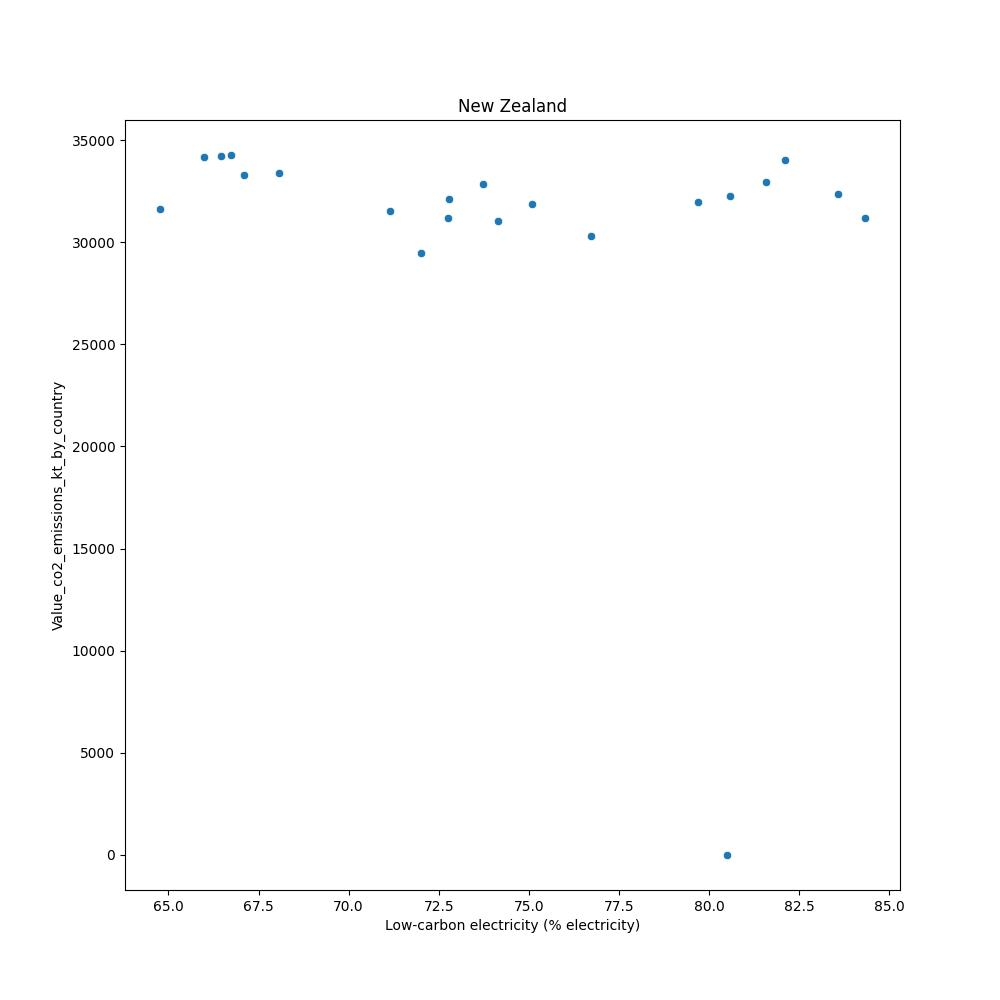 New Zealand
35000
30000
25000
20000
15000
10000
5000
0
Value_co2_emissions_kt_by_country
65.0 67.5 70.0 72.5 75.0 77.5 80.0 82.5 85.0
Low-carbon electricity (% electricity)